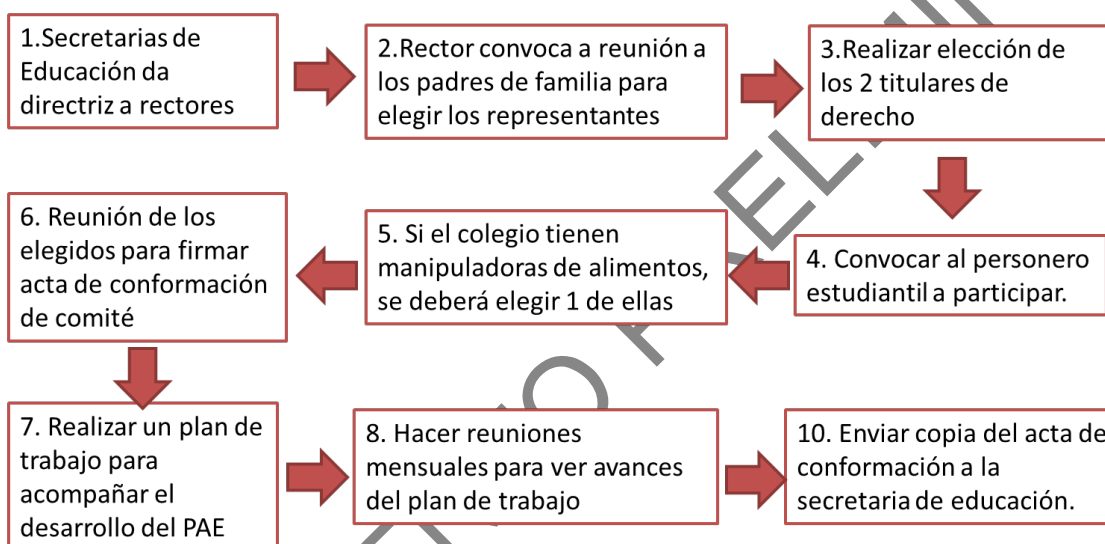 1.Secretarias de
Educación da
directriz a rectores
2.Rector convoca a reunión a
los padres de familia para
elegir los representantes
3.Realizar elección de
los 2 titulares de
derecho
4. Convocar al personero
estudiantil a participar.
5. Si el colegio tienen
manipuladoras de alimentos,
se deberá elegir 1 de ellas
6. Reunión de los
elegidos para firmar
acta de conformación
de comité
7. Realizar un plan de
trabajo para
acompañar el
desarrollo del PAE
8. Hacer reuniones
mensuales para ver avances
del plan de trabajo
10. Enviar copia del acta de
conformación a la
secretaria de educación.